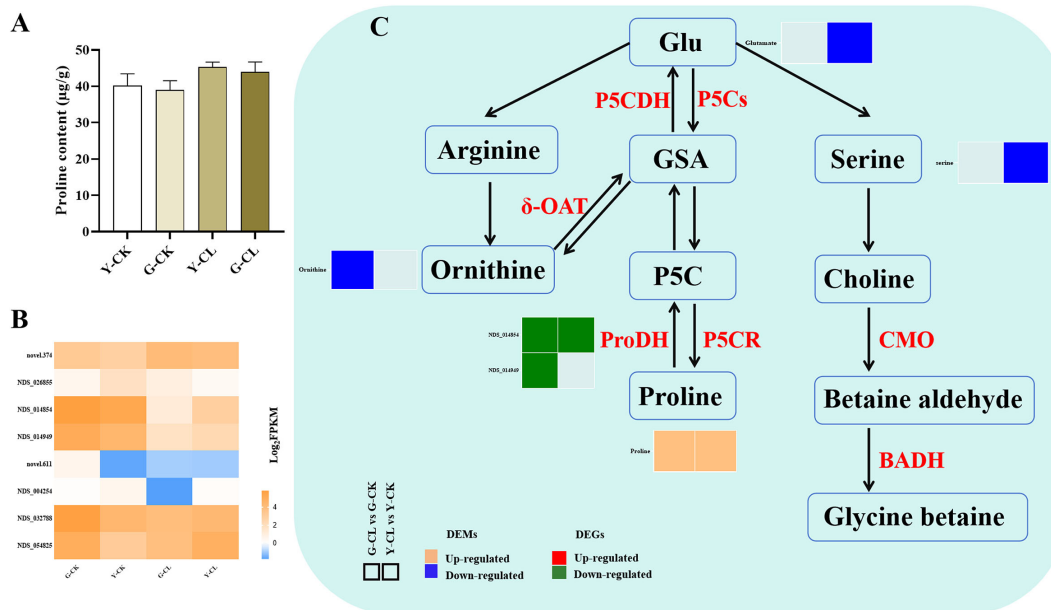 A
Proline content (μg/g)
50
40
30
20
10
0
Y-CK
G-CK
Y-CL
G-CL
B
novel.374
NDS_026855
NDS_014854
NDS_014949
novel.611
NDS_004254
NDS_032788
NDS_054825
G-CK
Y-CK
G-CL
Y-CL
Log2FPKM
4
2
0
C
Glu
Glutamate
P5CDH
P5Cs
Arginine
GSA
Serine
serine
δ-OAT
Ornithine
Ornithine
P5C
Choline
NDS_014854
NDS_014949
ProDH
P5CR
CMO
Proline
Betaine aldehyde
Proline
BADH
Glycine betaine
G-CL vs G-CK
Y-CL vs Y-CK
DEMs
Up-regulated
Down-regulated
DEGs
Up-regulated
Down-regulated